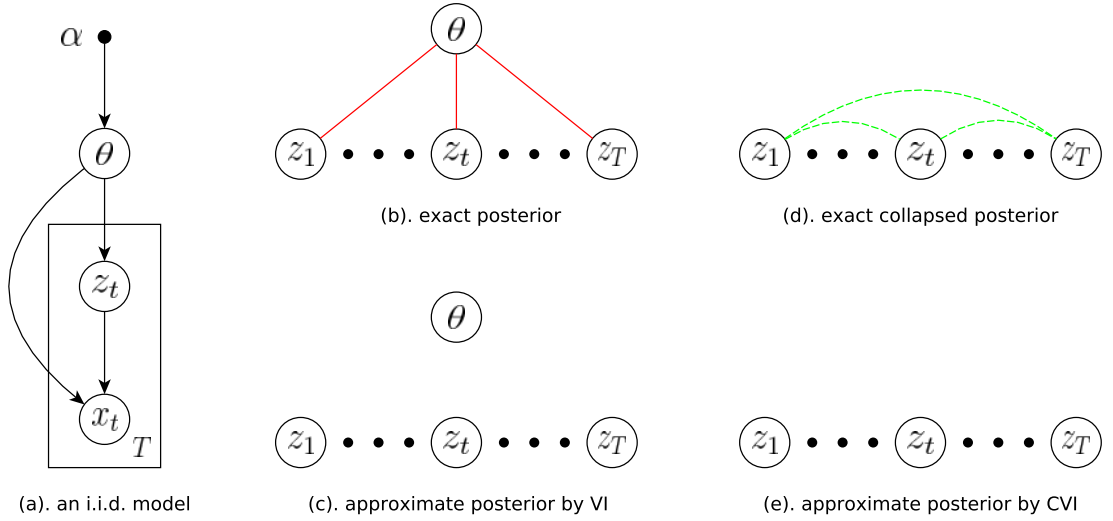 α
θ
z_t
x_t
T
(a). an i.i.d. model
θ
z_1 z_t z_T
(b). exact posterior
z_1 z_t z_T
(d). exact collapsed posterior
θ
z_1 z_t z_T
(c). approximate posterior by VI
z_1 z_t z_T
(e). approximate posterior by CVI